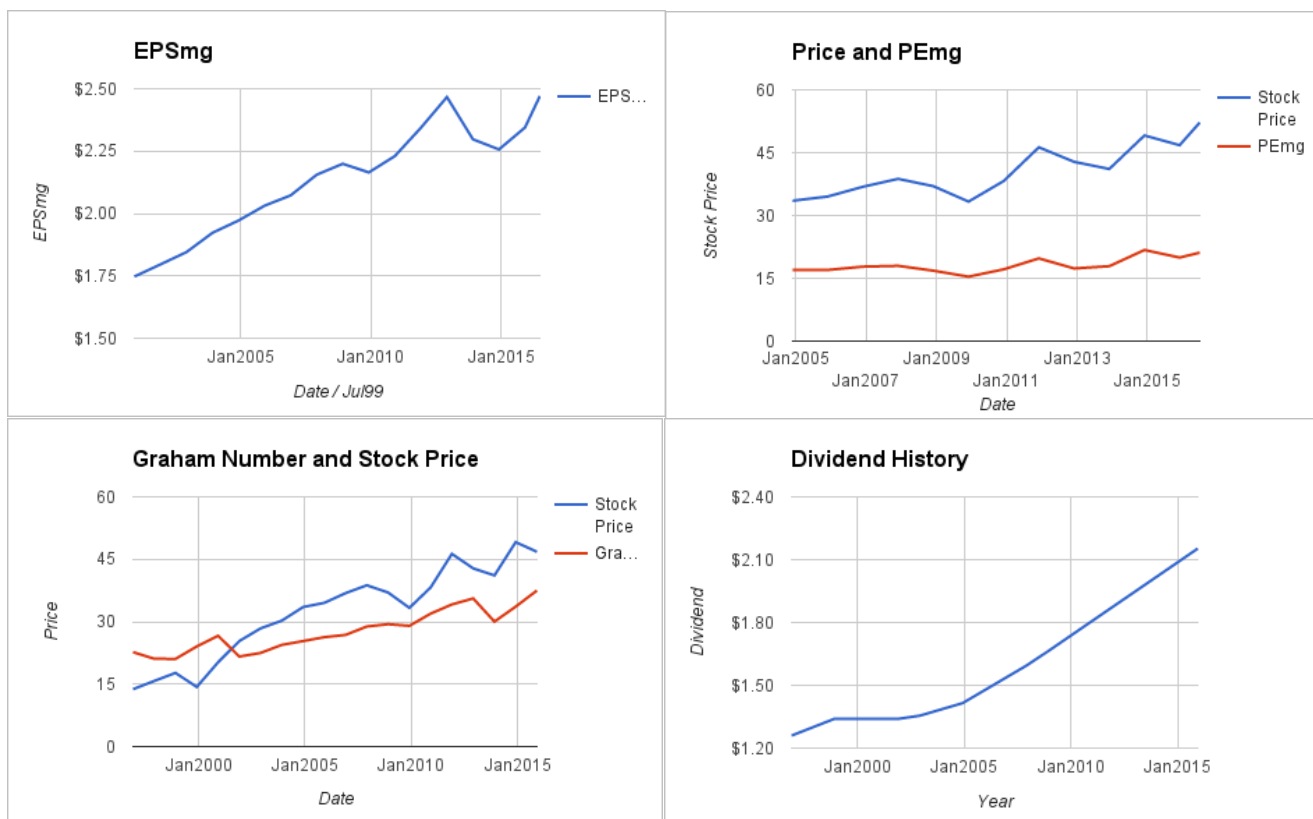 EPSmg
$2.50
$2.25
$2.00
$1.75
$1.50
EPSmg
Jan2005
Jan2010
Jan2015
Date / Jul99
EPS...
Price and PEmg
60
45
30
15
0
Stock Price
Jan2005
Jan2009
Jan2013
Jan2007
Jan2011
Jan2015
Date
Stock
Price
PEmg
Graham Number and Stock Price
60
45
30
15
0
Price
Jan2000
Jan2005
Jan2010
Jan2015
Date
Stock
Price
Gra...
Dividend History
$2.40
$2.10
$1.80
$1.50
$1.20
Dividend
Jan2000
Jan2005
Jan2010
Jan2015
Year